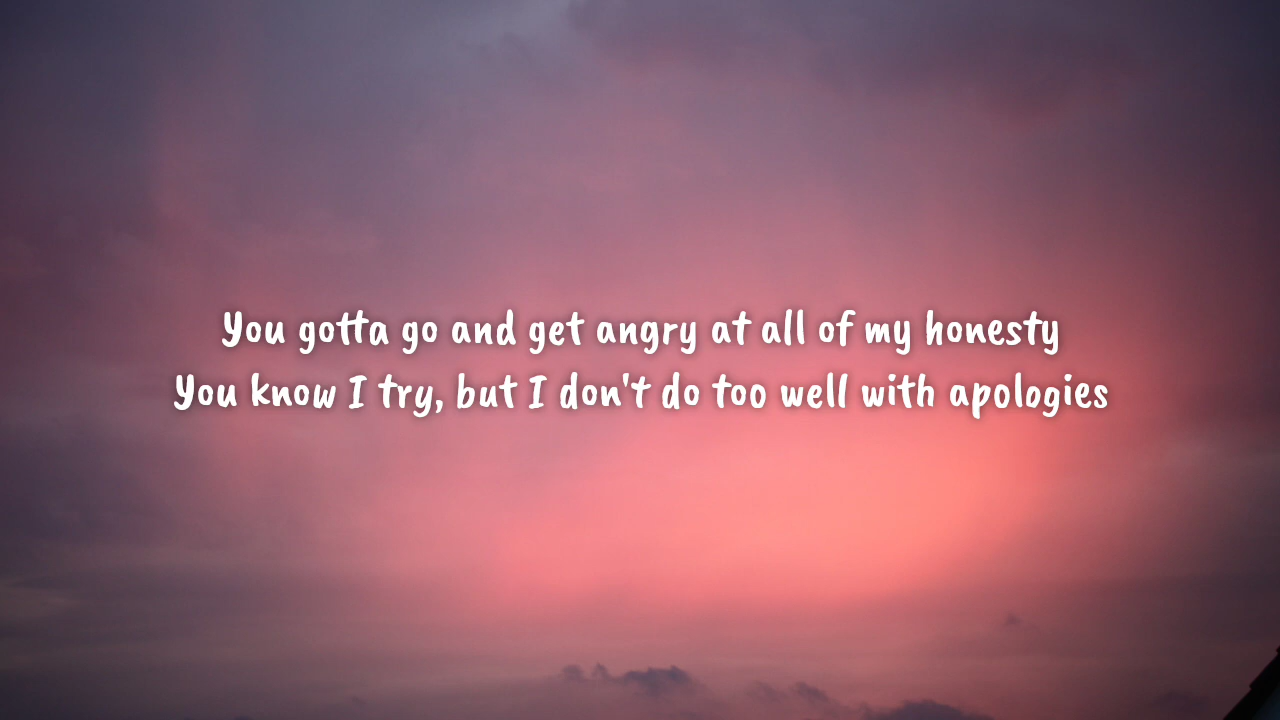 You gotta go and get angry at all of my honesty
You know I try, but I don't do too well with apologies